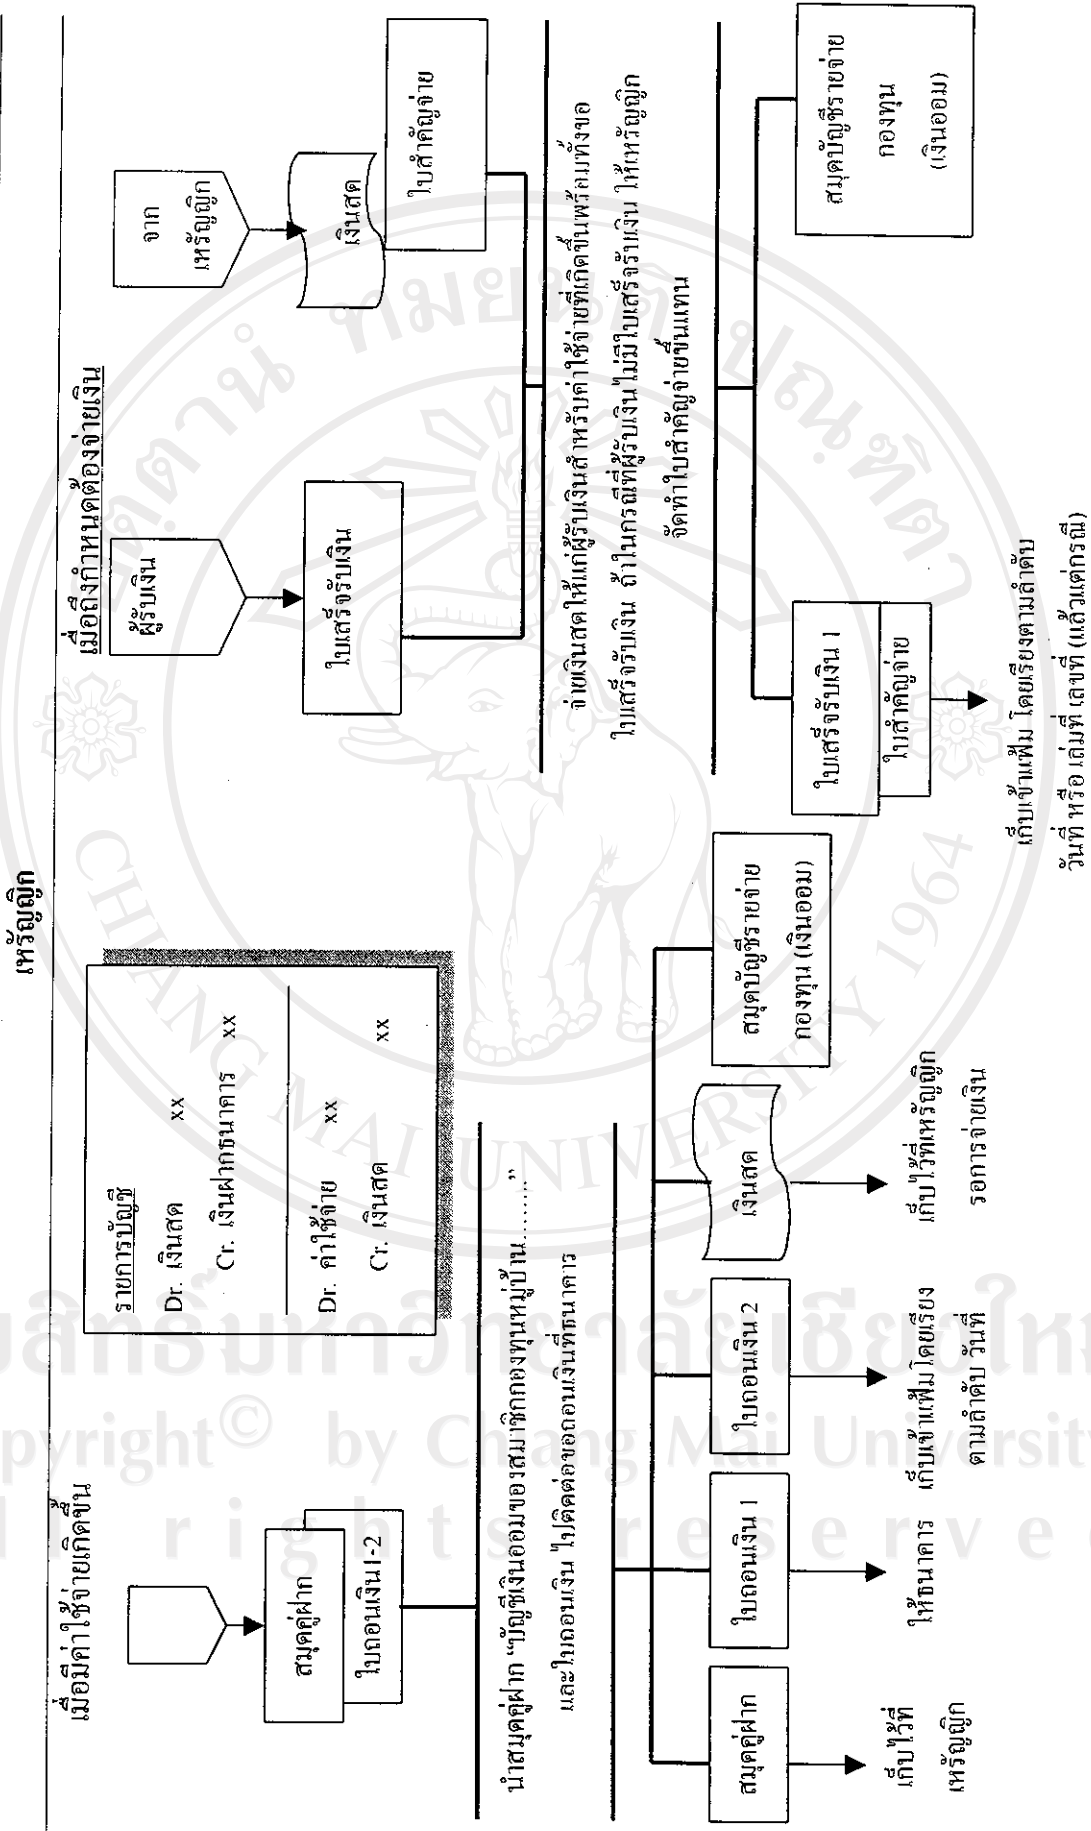 เหรัญญิก
เมื่อมีค่าใช้จ่ายเกิดขึ้น
สมุดคู่ฝาก
ใบถอนเงิน1-2
รายการบัญชี
Dr. เงินสด xx
Cr. เงินฝากธนาคาร xx
Dr. ค่าใช้จ่าย xx
Cr. เงินสด xx
นำสมุดคู่ฝาก “บัญชีเงินออมของสมาชิกกองทุนหมู่บ้าน........”
และใบถอนเงิน ไปติดต่อขอถอนเงินที่ธนาคาร
สมุดคู่ฝาก
ใบถอนเงิน 1
ใบถอนเงิน 2
เงินสด
สมุดบัญชีรายจ่าย
กองทุน (เงินออม)
เก็บไว้ที่
เหรัญญิก
ให้ธนาคาร
เก็บเข้าแฟ้มโดยเรียง
ตามลำดับ วันที่
เก็บไว้ที่เหรัญญิก
รอการจ่ายเงิน
เมื่อถึงกำหนดต้องจ่ายเงิน
ผู้รับเงิน
ใบเสร็จรับเงิน
จาก
เหรัญญิก
เงินสด
ใบสำคัญจ่าย
จ่ายเงินสดให้แก่ผู้รับเงินสำหรับค่าใช้จ่ายที่เกิดขึ้นพร้อมทั้งขอ
ใบเสร็จรับเงิน ถ้าในกรณีที่ผู้รับเงินไม่มีใบเสร็จรับเงิน ให้เหรัญญิก
จัดทำใบสำคัญจ่ายขึ้นแทน
ใบเสร็จรับเงิน 1
ใบสำคัญจ่าย
สมุดบัญชีรายจ่าย
กองทุน
(เงินออม)
เก็บเข้าแฟ้ม โดยเรียงตามลำดับ
วันที่ หรือ เล่มที่ เลขที่ (แล้วแต่กรณี)
CHIANG MAI UNIVERSITY 1964